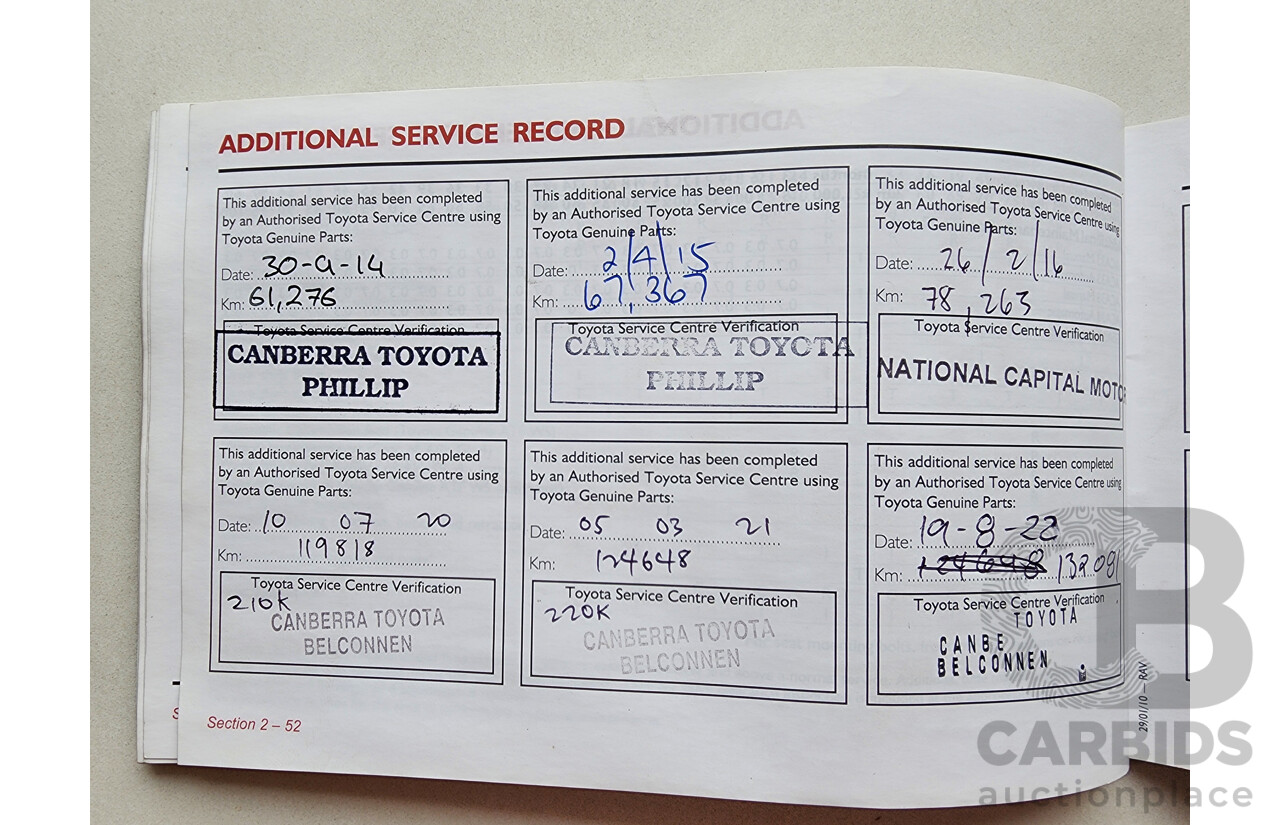 ADDITIONAL SERVICE RECORD
This additional service has been completed
by an Authorised Toyota Service Centre using
Toyota Genuine Parts:
Date: 30-9-14
Km: 61,276
Toyota Service Centre Verification
CANBERRA TOYOTA
PHILLIP
This additional service has been completed
by an Authorised Toyota Service Centre using
Toyota Genuine Parts:
Date: 2/4/15
Km: 67,367
Toyota Service Centre Verification
CANBERRA TOYOTA
PHILLIP
This additional service has been completed
by an Authorised Toyota Service Centre using
Toyota Genuine Parts:
Date: 26/2/16
Km: 78,263
Toyota Service Centre Verification
NATIONAL CAPITAL MOTO
This additional service has been completed
by an Authorised Toyota Service Centre using
Toyota Genuine Parts:
Date: 10 07 20
Km: 119818
Toyota Service Centre Verification
210K
CANBERRA TOYOTA
BELCONNEN
This additional service has been completed
by an Authorised Toyota Service Centre using
Toyota Genuine Parts:
Date: 05 03 21
Km: 124648
Toyota Service Centre Verification
220K
CANBERRA TOYOTA
BELCONNEN
This additional service has been completed
by an Authorised Toyota Service Centre using
Toyota Genuine Parts:
Date: 19-8-22
Km: 124648 132091
Toyota Service Centre Verification
TOYOTA
CANBE
BELCONNEN
Section 2 – 52
29/01/10 – RAV
B
CARBIDS
auctionplace